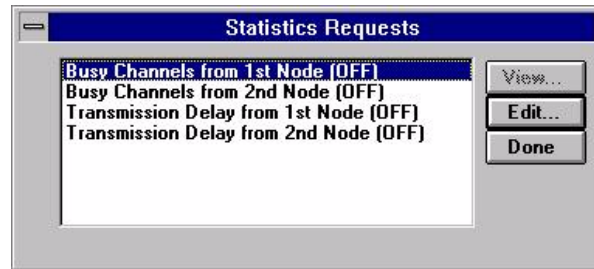 Statistics Requests
Busy Channels from 1st Node (OFF)
Busy Channels from 2nd Node (OFF)
Transmission Delay from 1st Node (OFF)
Transmission Delay from 2nd Node (OFF)
View...
Edit...
Done